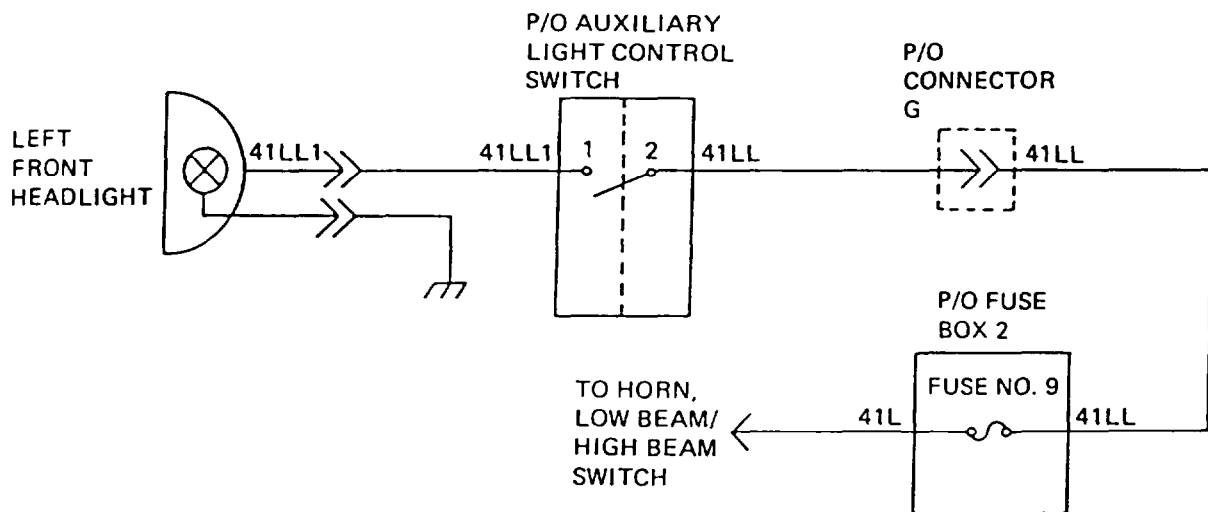 P/O AUXILIARY
LIGHT CONTROL
SWITCH
P/O
CONNECTOR
G
LEFT
FRONT
HEADLIGHT
41LL1
41LL1
1
2
41LL
41LL
P/O FUSE
BOX 2
FUSE NO. 9
TO HORN,
LOW BEAM/
HIGH BEAM
SWITCH
41L
41LL